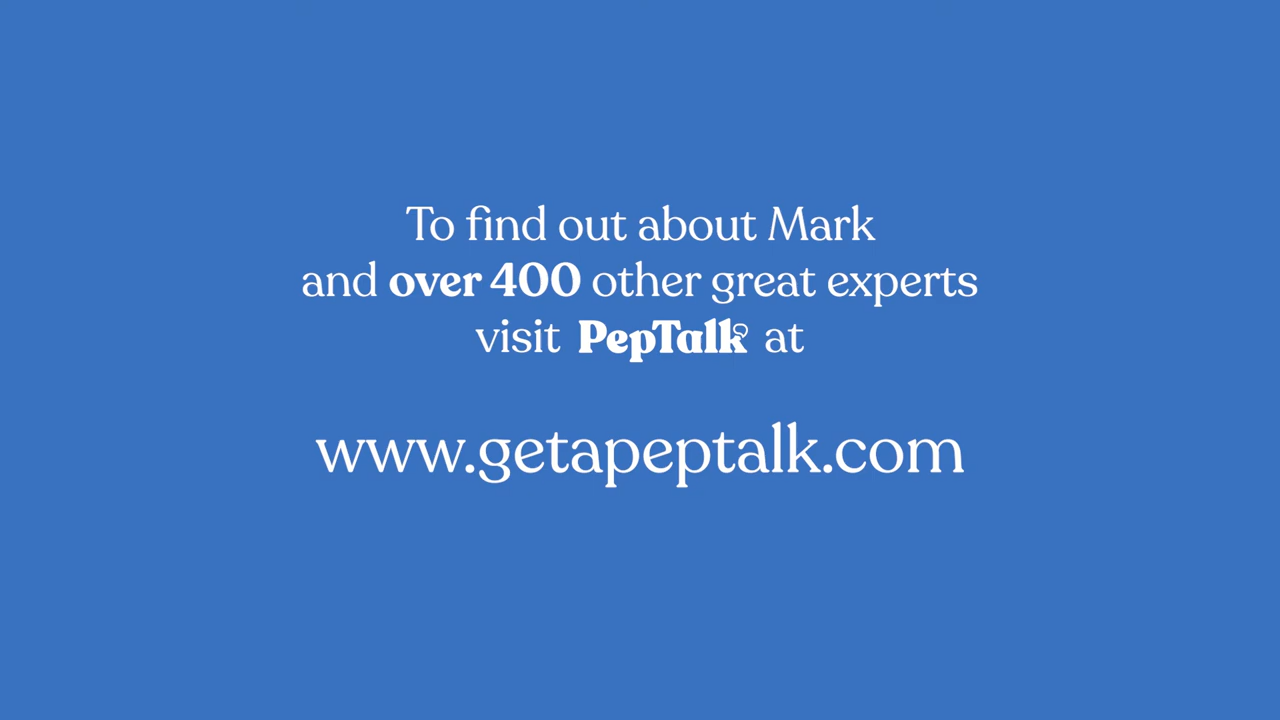 To find out about Mark
and over 400 other great experts
visit PepTalk at
www.getapeptalk.com